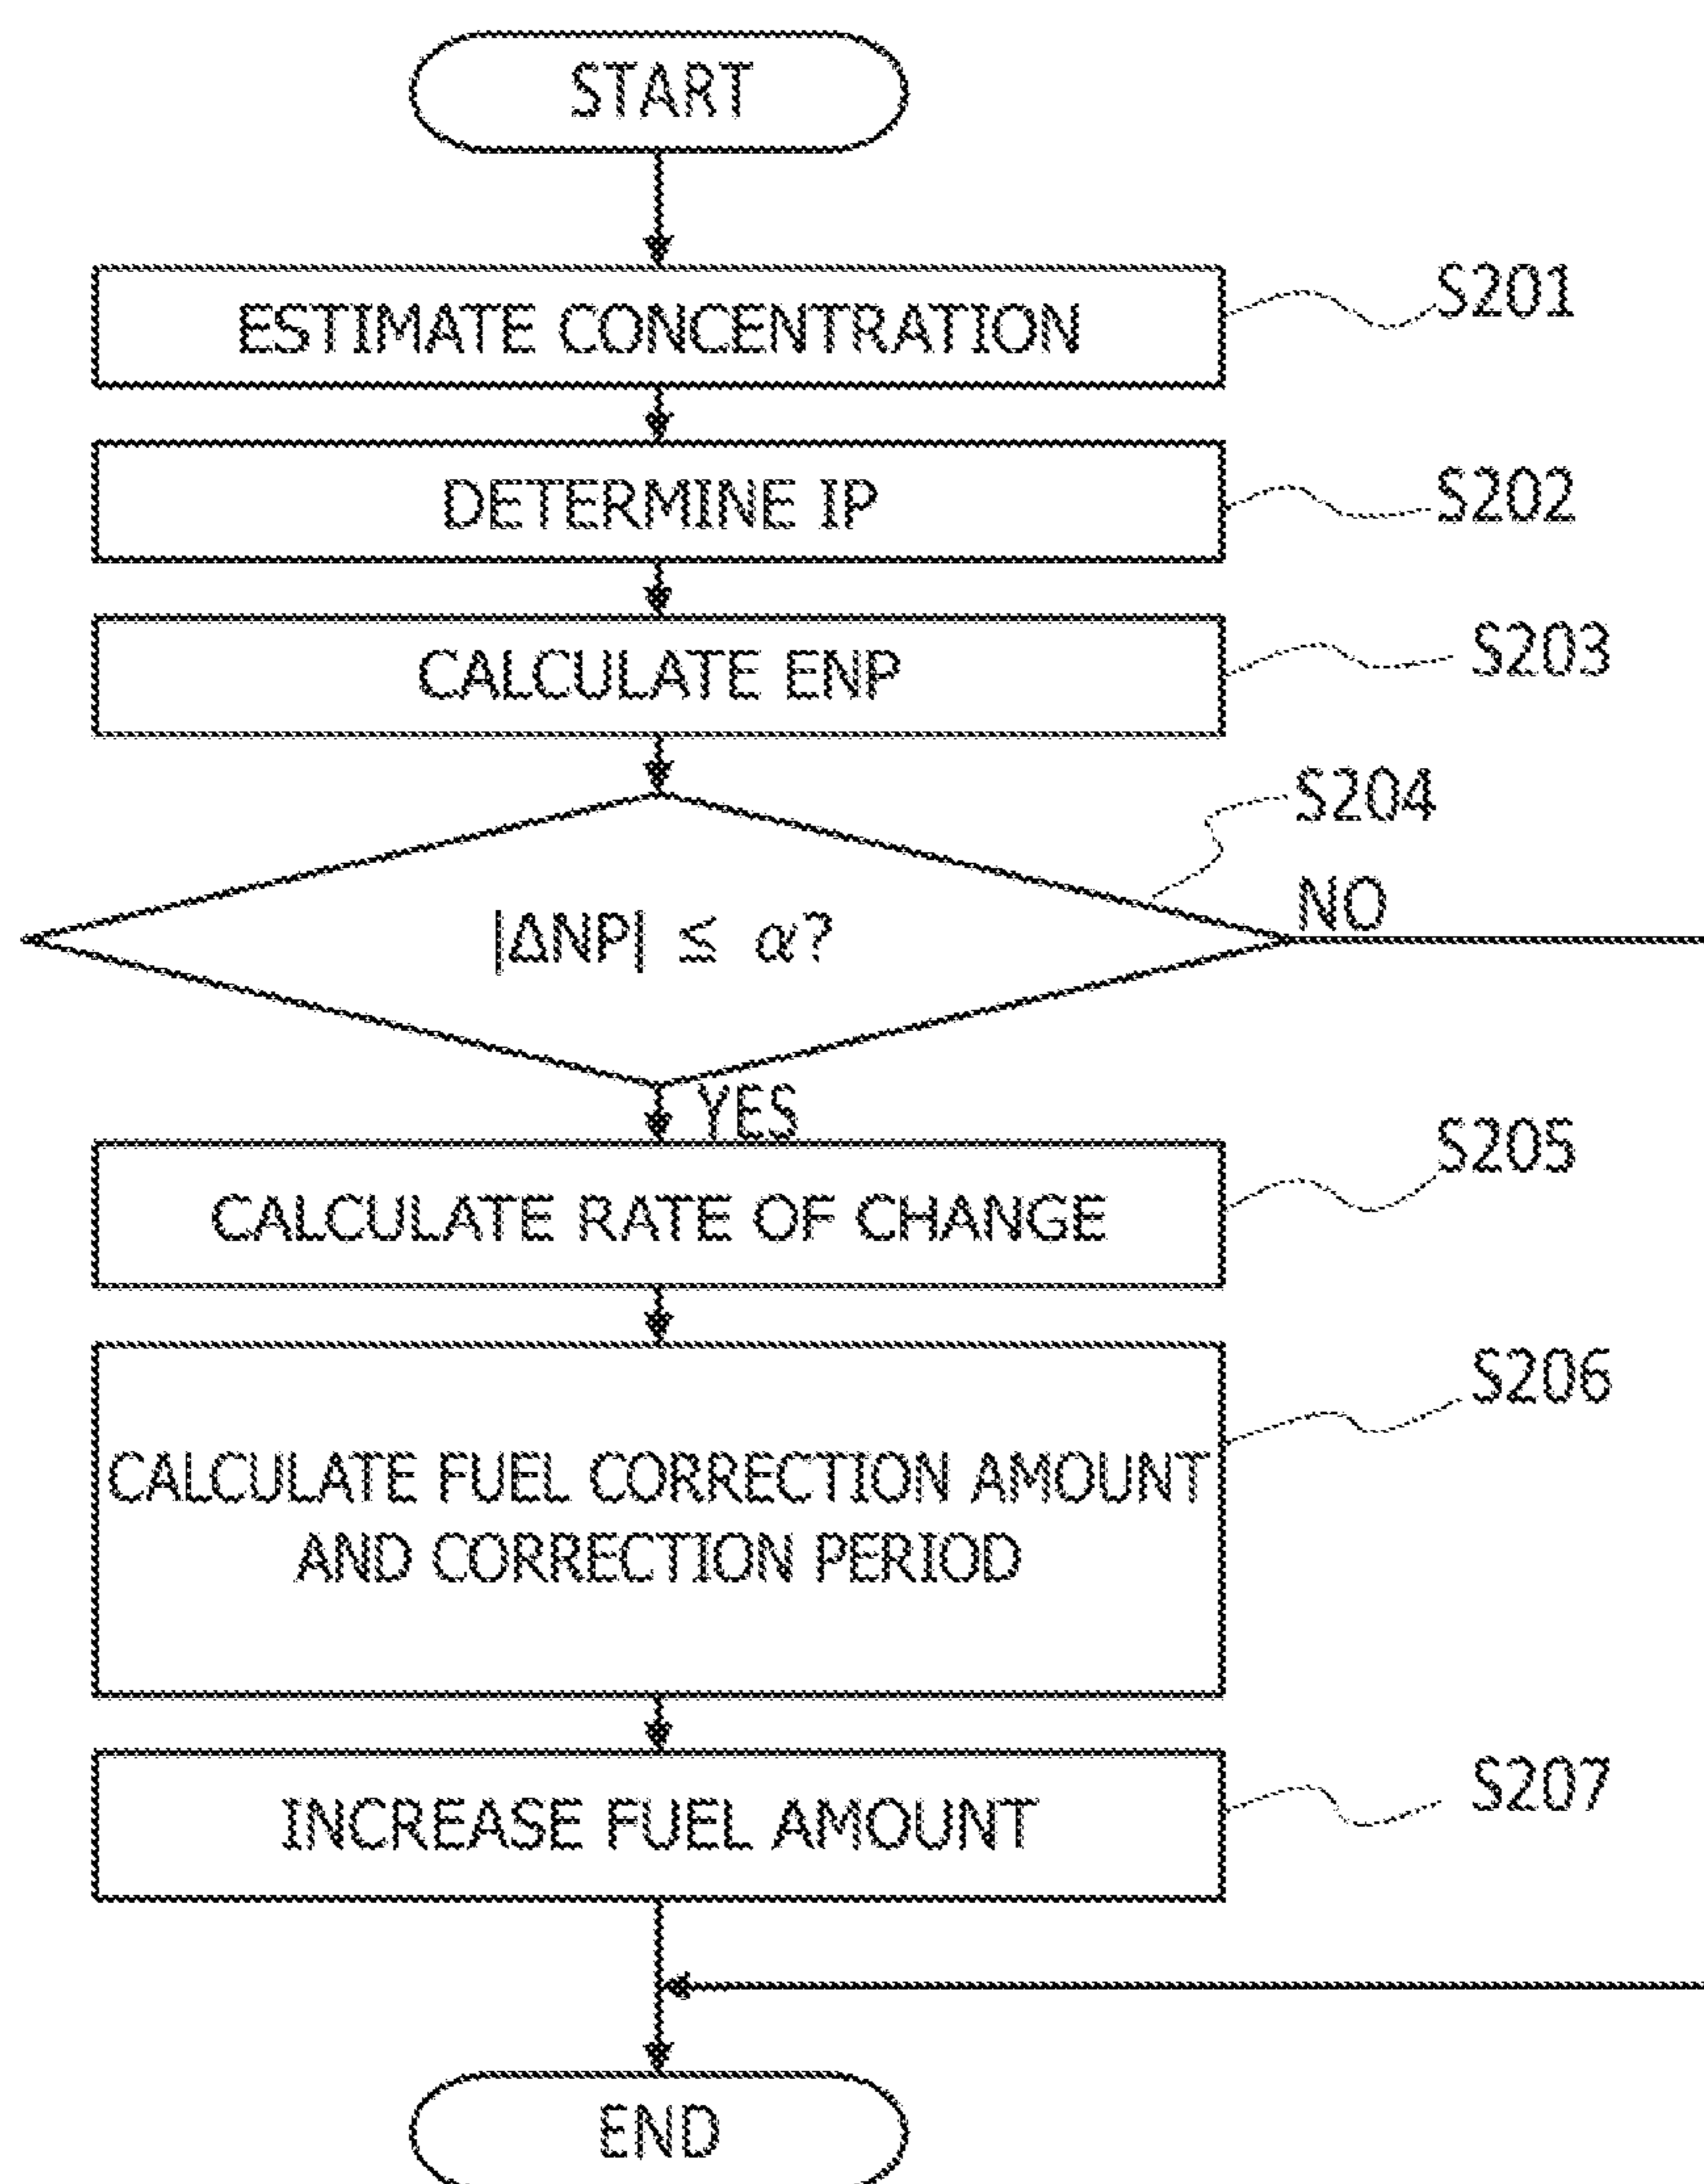 START
ESTIMATE CONCENTRATION
S201
DETERMINE IP
S202
CALCULATE ENP
S203
S204
|ΔNP| ≤ α?
NO
YES
CALCULATE RATE OF CHANGE
S205
S206
CALCULATE FUEL CORRECTION AMOUNT
AND CORRECTION PERIOD
INCREASE FUEL AMOUNT
S207
END